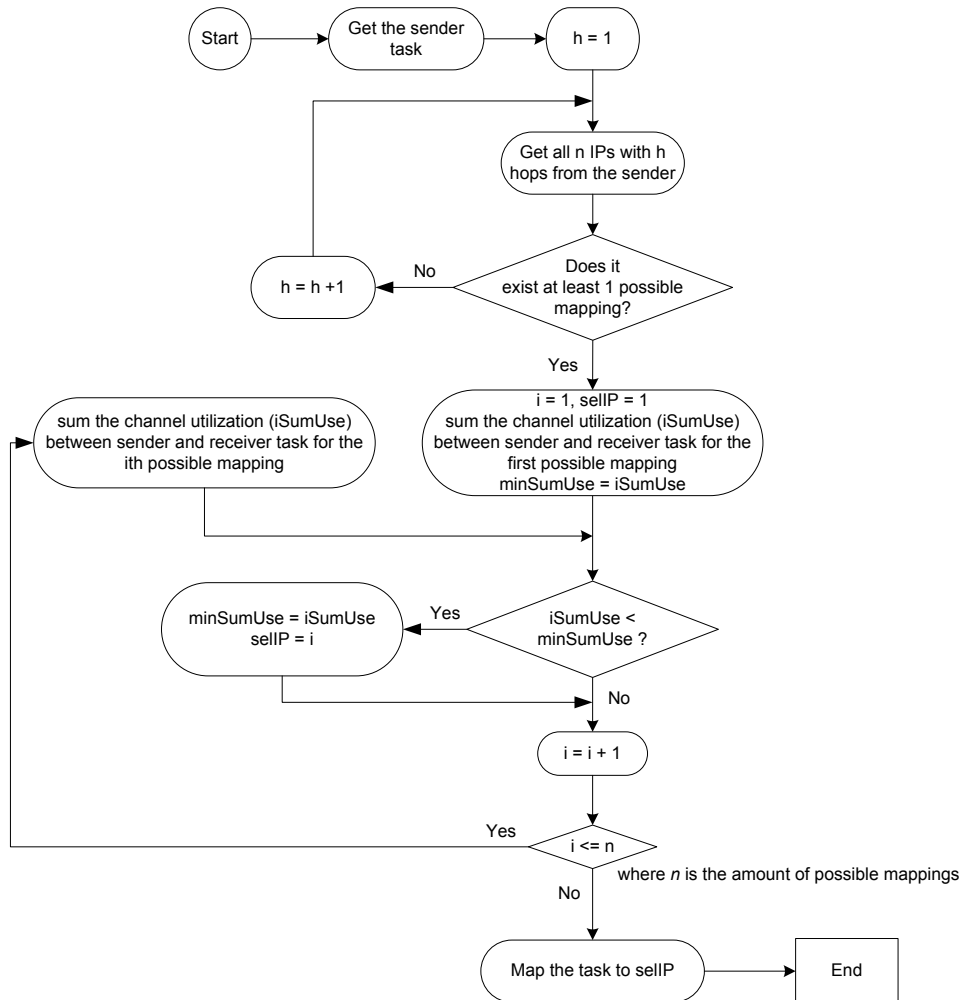 Start
Get the sender
task
h = 1
Get all n IPs with h
hops from the sender
Does it
exist at least 1 possible
mapping?
No
h = h +1
Yes
i = 1, selIP = 1
sum the channel utilization (iSumUse)
between sender and receiver task for the
first possible mapping
minSumUse = iSumUse
sum the channel utilization (iSumUse)
between sender and receiver task for the
ith possible mapping
iSumUse <
minSumUse ?
Yes
minSumUse = iSumUse
selIP = i
No
i = i + 1
i <= n
Yes
where n is the amount of possible mappings
No
Map the task to selIP
End